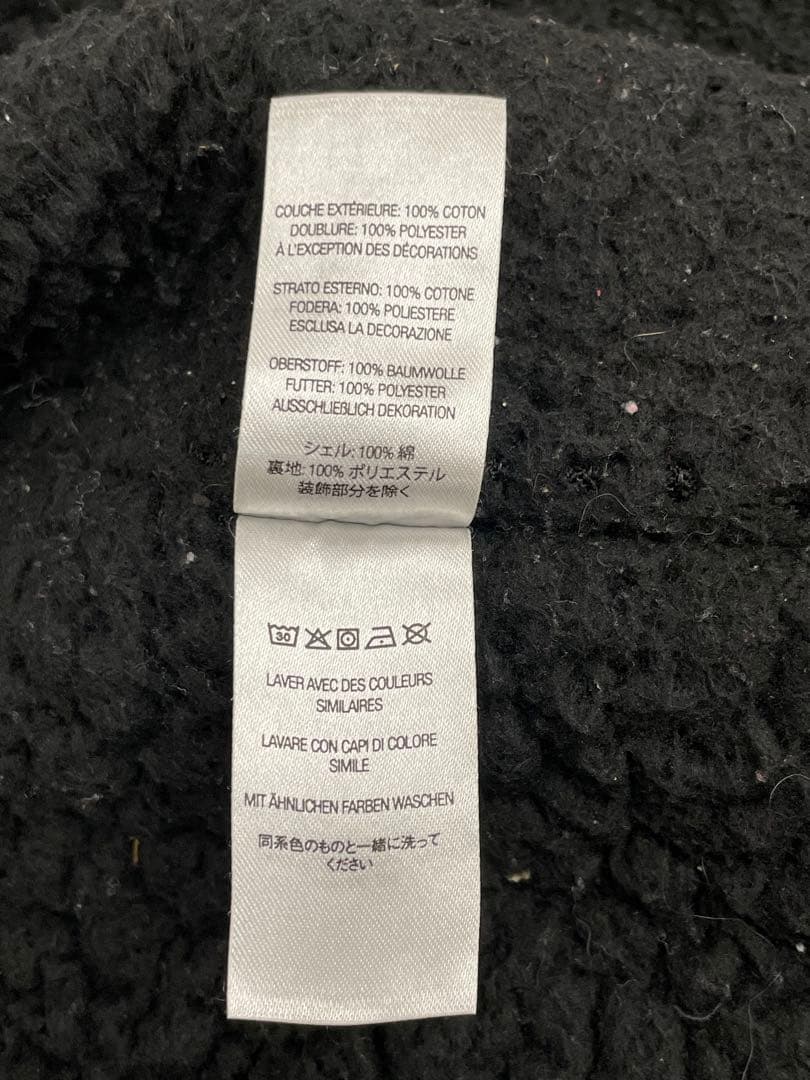 COUCHE EXTÉRIEURE: 100% COTON
DOUBLURE: 100% POLYESTER
À L'EXCEPTION DES DÉCORATIONS
STRATO ESTERNO: 100% COTONE
FODERA: 100% POLIESTERE
ESCLUSA LA DECORAZIONE
OBERSTOFF: 100% BAUMWOLLE
FUTTER: 100% POLYESTER
AUSSCHLIEẞLICH DEKORATION
シェル: 100% 綿
裏地: 100% ポリエステル
装飾部分を除く
30
LAVER AVEC DES COULEURS
SIMILAIRES
LAVARE CON CAPI DI COLORE
SIMILE
MIT ÄHNLICHEN FARBEN WASCHEN
同系色のものと一緒に洗って
ください